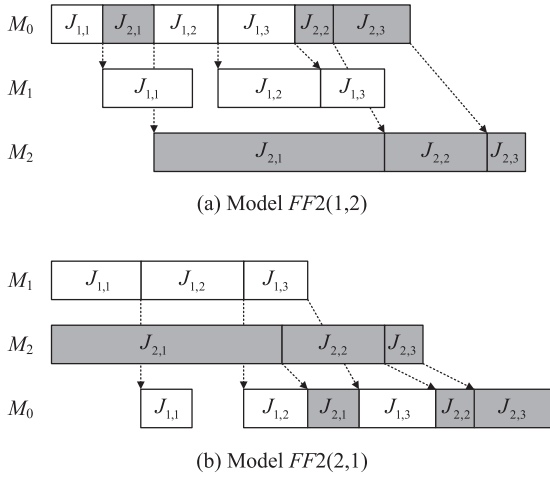 M₀ J₁,₁ J₂,₁ J₁,₂ J₁,₃ J₂,₂ J₂,₃
M₁ J₁,₁ J₁,₂ J₁,₃
M₂ J₂,₁ J₂,₂ J₂,₃
(a) Model FF2(1,2)
M₁ J₁,₁ J₁,₂ J₁,₃
M₂ J₂,₁ J₂,₂ J₂,₃
M₀ J₁,₁ J₁,₂ J₂,₁ J₁,₃ J₂,₂ J₂,₃
(b) Model FF2(2,1)